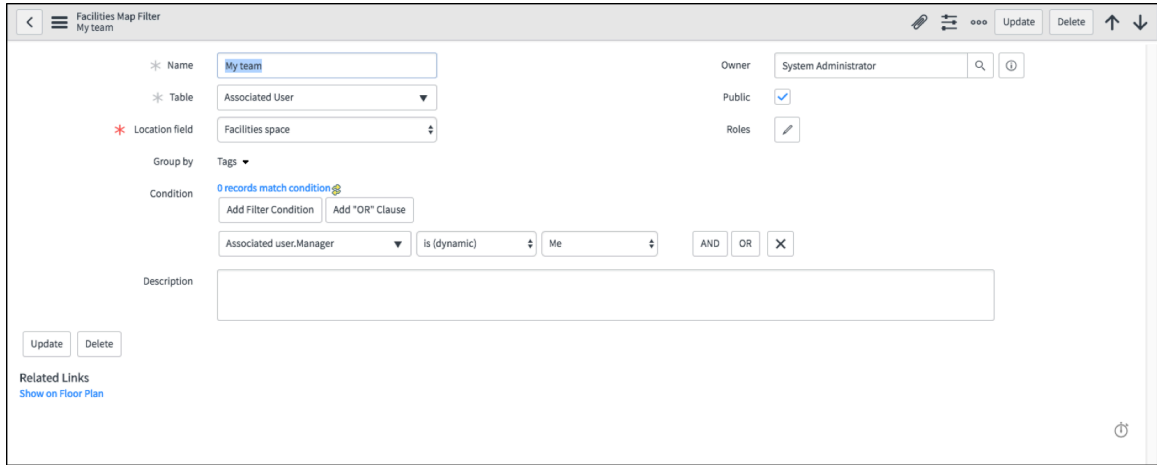 Facilities Map Filter
My team
Update Delete
Name My team Owner System Administrator
Table Associated User Public
Location field Facilities space Roles
Group by Tags
Condition 0 records match condition
Add Filter Condition Add "OR" Clause
Associated user.Manager is (dynamic) Me AND OR
Description
Update Delete
Related Links
Show on Floor Plan